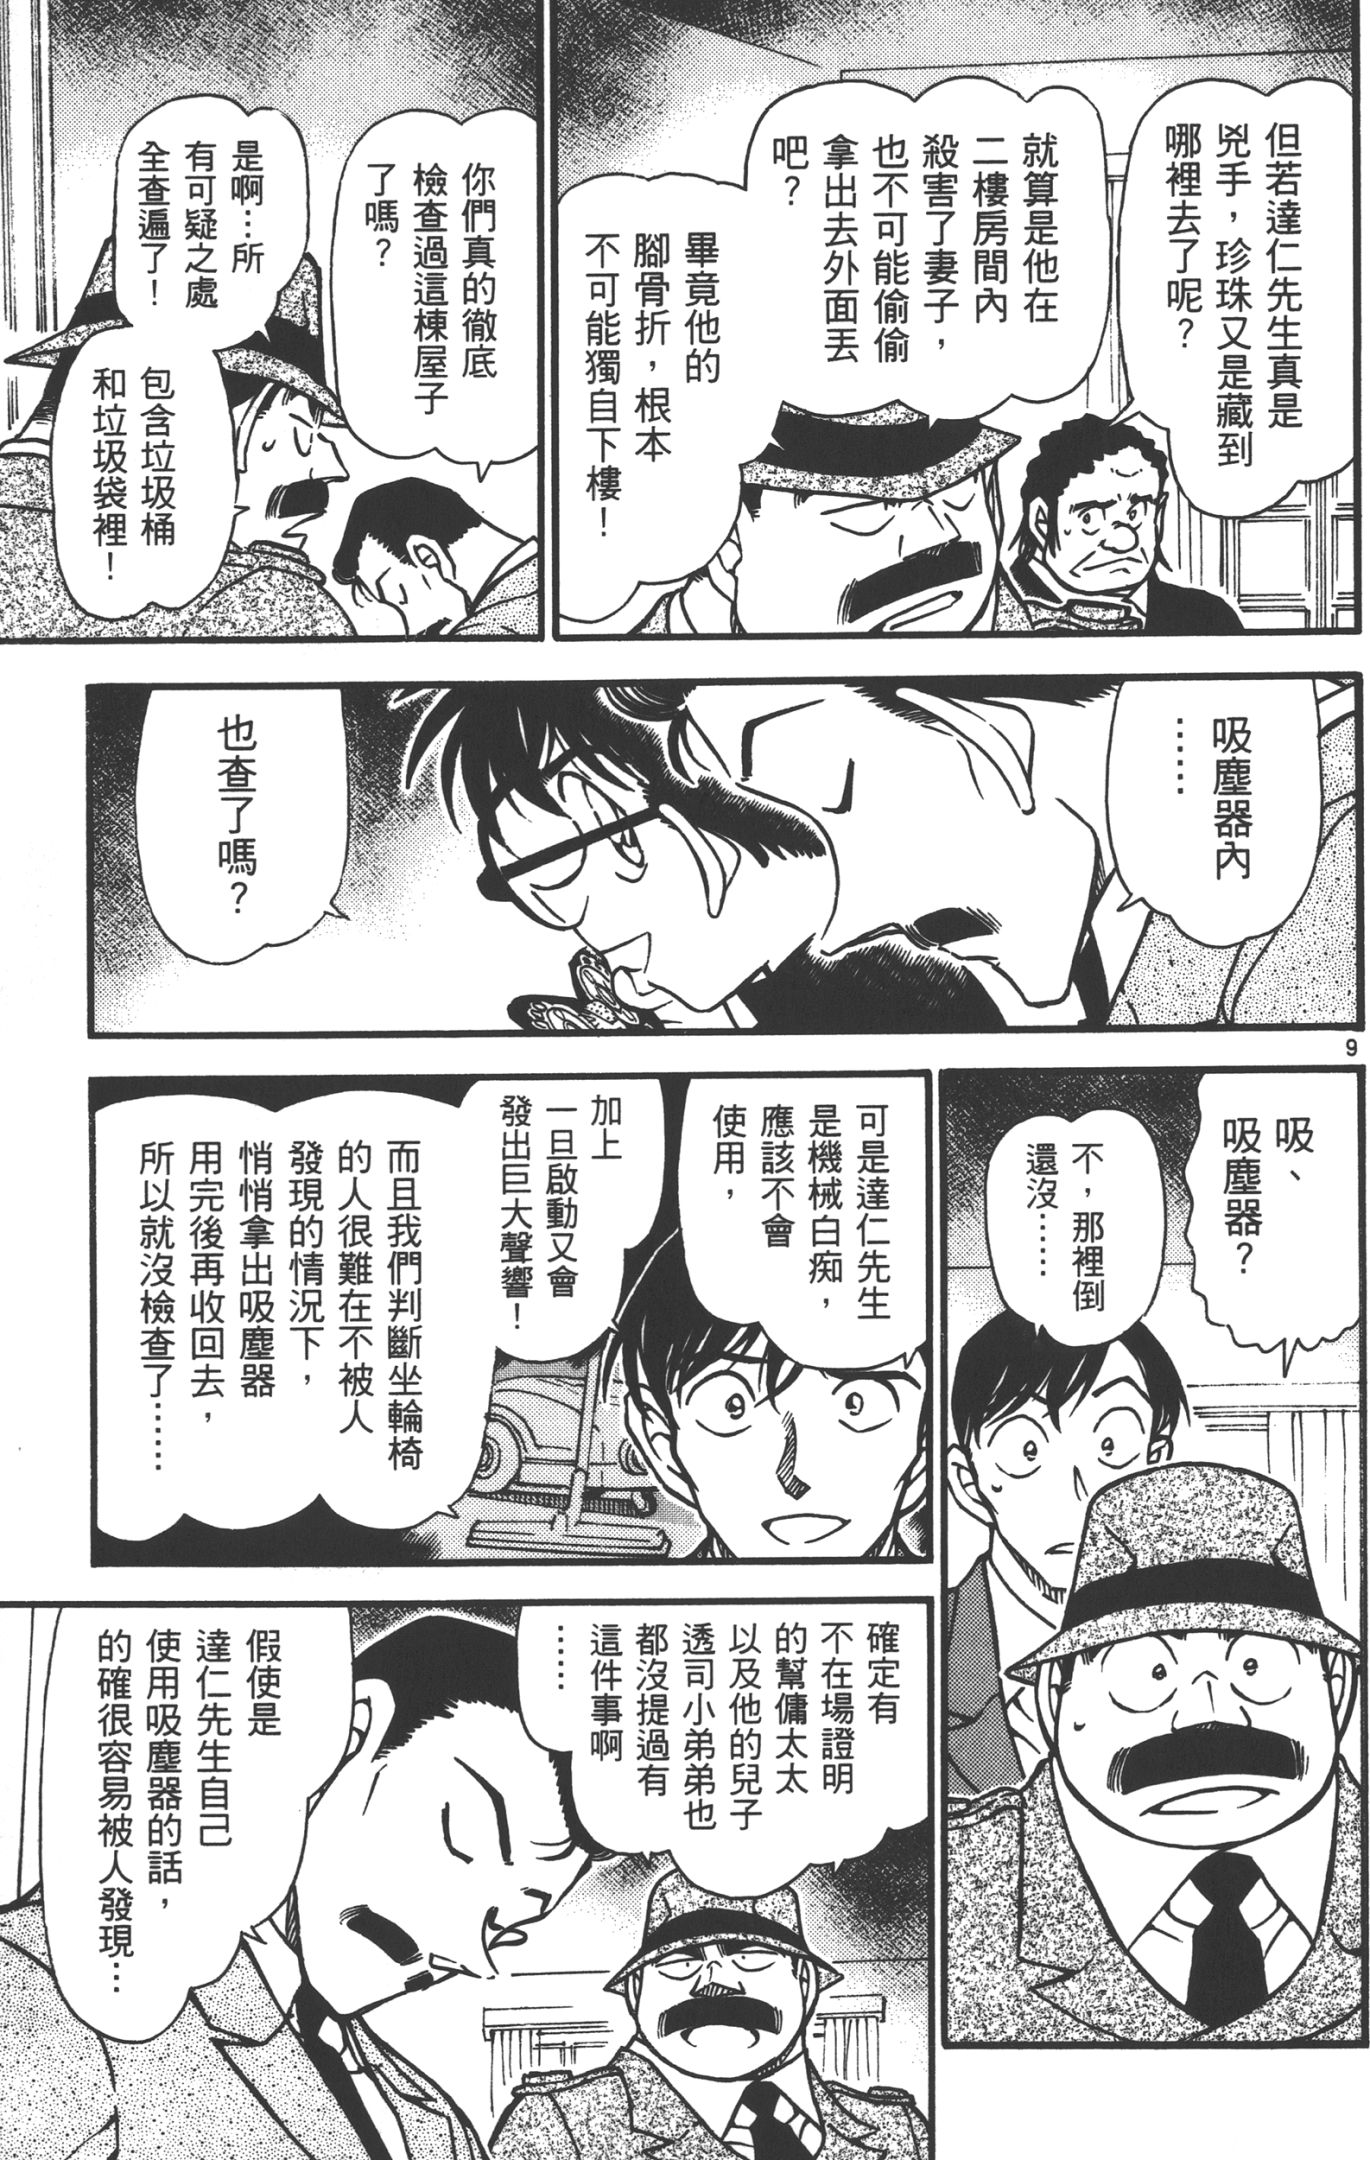 但若達仁先生真是
兇手，珍珠又是藏到
哪裡去了呢？
就算是他在
二樓房間內
殺害了妻子，
也不可能偷偷
拿出去外面丟
吧？
畢竟他的
腳骨折，根本
不可能獨自下樓！
你們真的徹底
檢查過這棟屋子
了嗎？
是啊…所
有可疑之處
全查遍了！
包含垃圾桶
和垃圾袋裡！
吸塵器內
……
也查了嗎？
9
吸、
吸塵器？
不，那裡倒
還沒……
可是達仁先生
是機械白痴，
應該不會
使用，
加上
一旦啟動又會
發出巨大聲響！
而且我們判斷坐輪椅
的人很難在不被人
發現的情況下，
悄悄拿出吸塵器
用完後再收回去，
所以就沒檢查了……
確定有
不在場證明
的幫傭太太
以及他的兒子
透司小弟弟也
都沒提過有
這件事啊
……
假使是
達仁先生自己
使用吸塵器的話，
的確很容易被人發現…